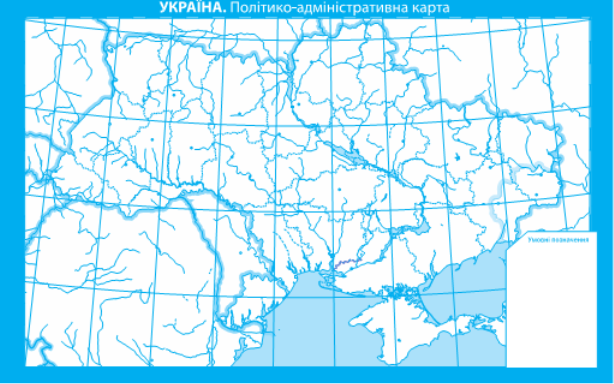 УКРАЇНА. Політико-адміністративна карта
Умовні позначення